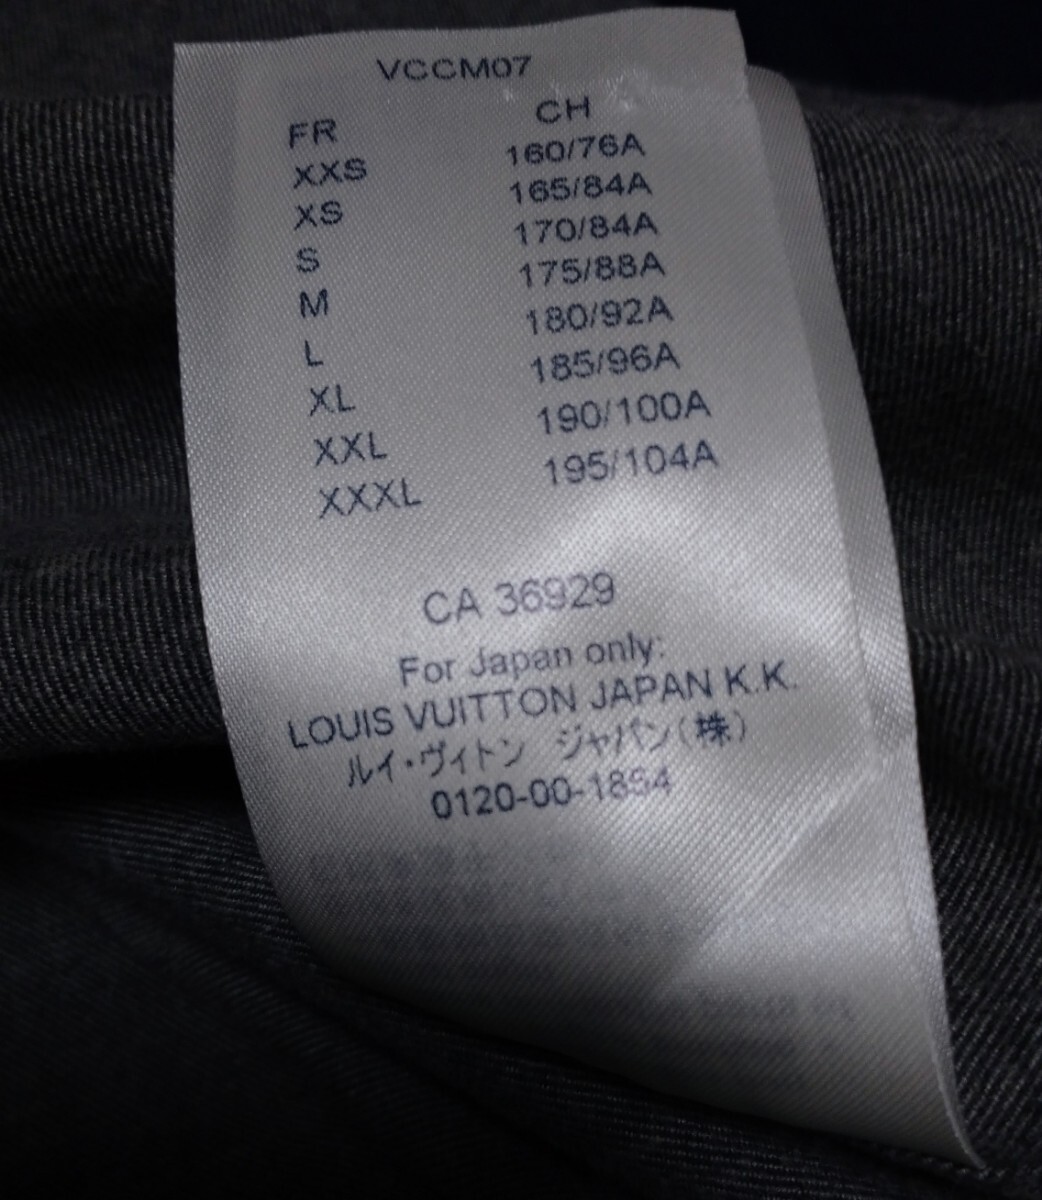 VCCM07
FR CH
XXS 160/76A
XS 165/84A
S 170/84A
M 175/88A
L 180/92A
XL 185/96A
XXL 190/100A
XXXL 195/104A
CA 36929
For Japan only:
LOUIS VUITTON JAPAN K.K.
ルイ・ヴィトン ジャパン(株)
0120-00-1854